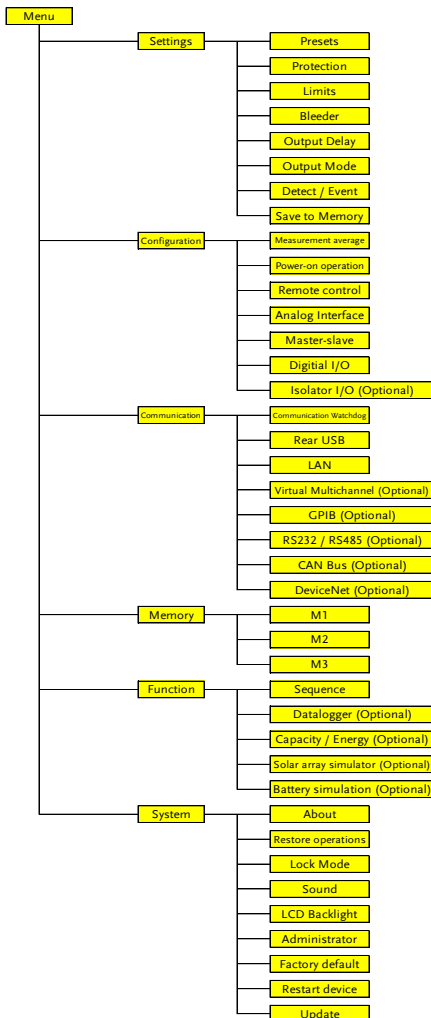 Menu
Settings
Presets
Protection
Limits
Bleeder
Output Delay
Output Mode
Detect / Event
Save to Memory
Configuration
Measurement average
Power-on operation
Remote control
Analog Interface
Master-slave
Digitial I/O
Isolator I/O (Optional)
Communication
Communication Watchdog
Rear USB
LAN
Virtual Multichannel (Optional)
GPIB (Optional)
RS232 / RS485 (Optional)
CAN Bus (Optional)
DeviceNet (Optional)
Memory
M1
M2
M3
Function
Sequence
Datalogger (Optional)
Capacity / Energy (Optional)
Solar array simulator (Optional)
Battery simulation (Optional)
System
About
Restore operations
Lock Mode
Sound
LCD Backlight
Administrator
Factory default
Restart device
Update